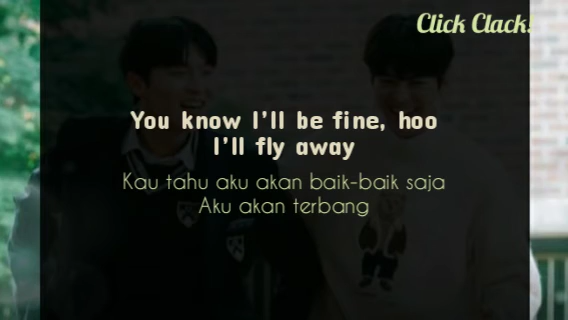 Click Clack!
You know I'll be fine, hoo
I'll fly away
Kau tahu aku akan baik-baik saja
Aku akan terbang